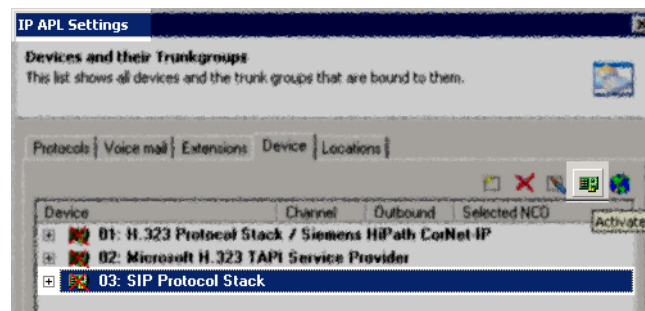 IP APL Settings
Devices and their Trunkgroups
This list shows all devices and the trunk groups that are bound to them.
Protocols Voice mail Extensions Device Locations
Device Channel Outbound Selected NCO
Activate
01: H.323 Protocol Stack / Siemens HiPath CorNet-IP
02: Microsoft H.323 TAPI Service Provider
03: SIP Protocol Stack